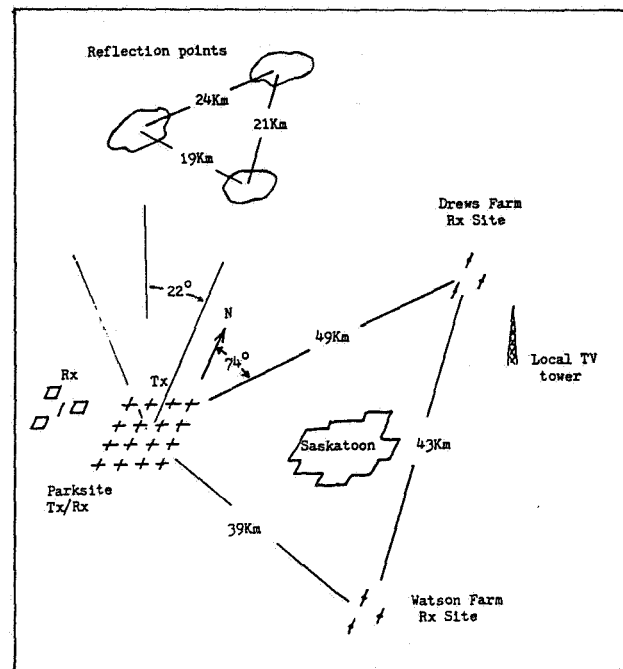 Reflection points
24Km
21Km
19Km
Drews Farm
Rx Site
22°
N
74°
49Km
Local TV
tower
Rx
Tx
Saskatoon
43Km
Parksite
Tx/Rx
39Km
Watson Farm
Rx Site